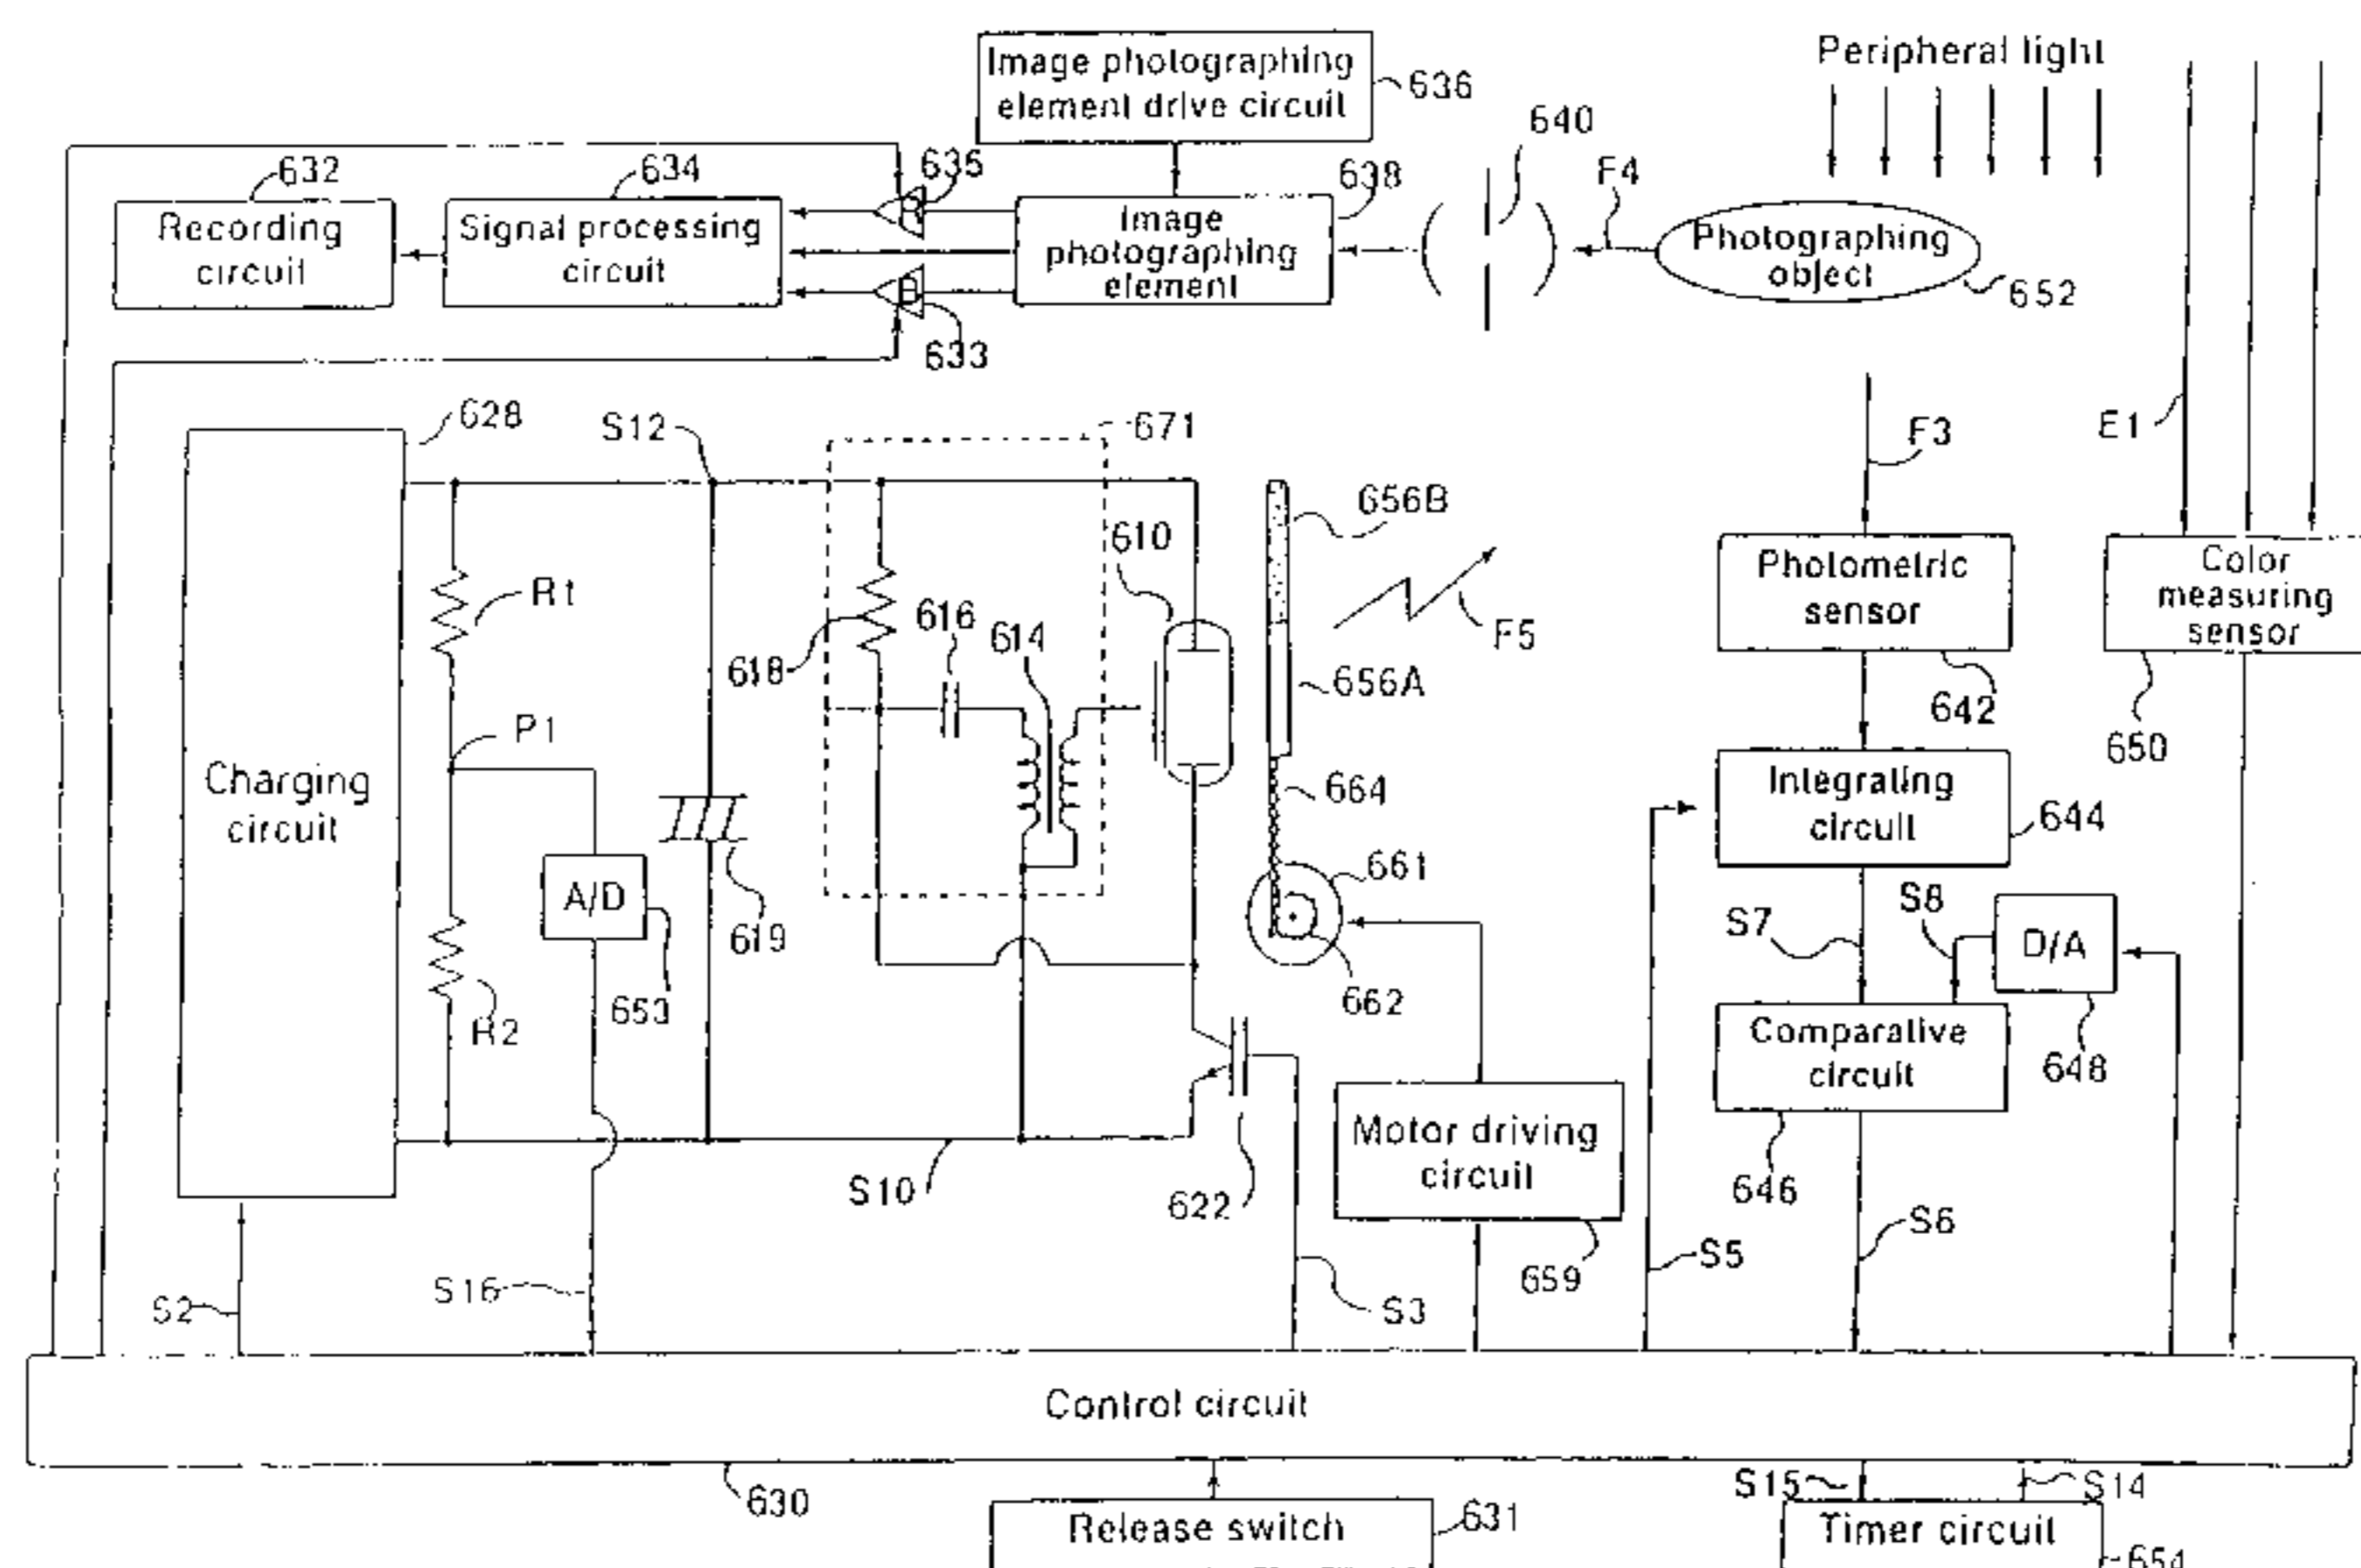 Image photographing
element drive circuit
636
Peripheral light
640
632
634
635
638
F4
Recording
circuit
Signal processing
circuit
R
Image
photographing
element
Photographing
object
652
B
633
628
S12
671
F3
E1
656B
610
R1
616
614
618
F5
Photometric
sensor
Color
measuring
sensor
656A
642
650
P1
Charging
circuit
664
Integrating
circuit
644
A/D
661
619
S7
S8
D/A
653
662
R2
Comparative
circuit
648
Motor driving
circuit
S10
622
646
S6
S5
659
S16
S2
S3
Control circuit
630
S15
S14
Release switch
631
Timer circuit
654